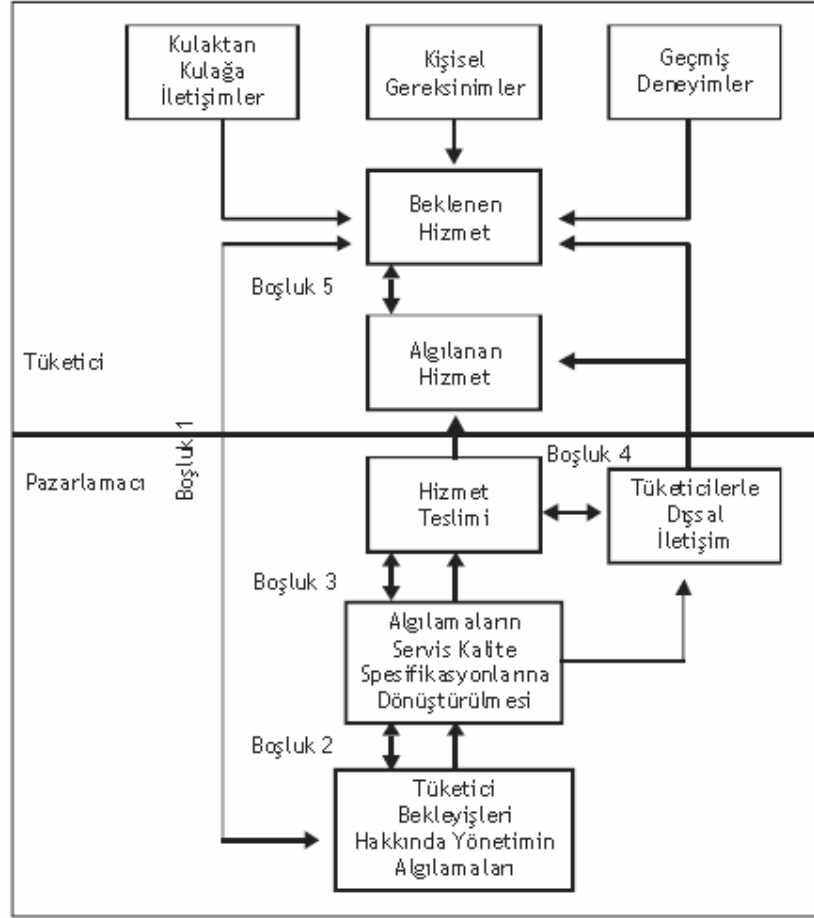 Kulaktan
Kulağa
İletişimler
Kişisel
Gereksinimler
Geçmiş
Deneyimler
Beklenen
Hizmet
Boşluk 5
Algılanan
Hizmet
Tüketici
Boşluk 1
Pazarlamacı
Boşluk 4
Hizmet
Teslimi
Tüketicilerle
Dışsal
İletişim
Boşluk 3
Algılamaların
Servis Kalite
Spesifikasyonlarına
Dönüştürülmesi
Boşluk 2
Tüketici
Bekleyişleri
Hakkında Yönetimin
Algılamaları